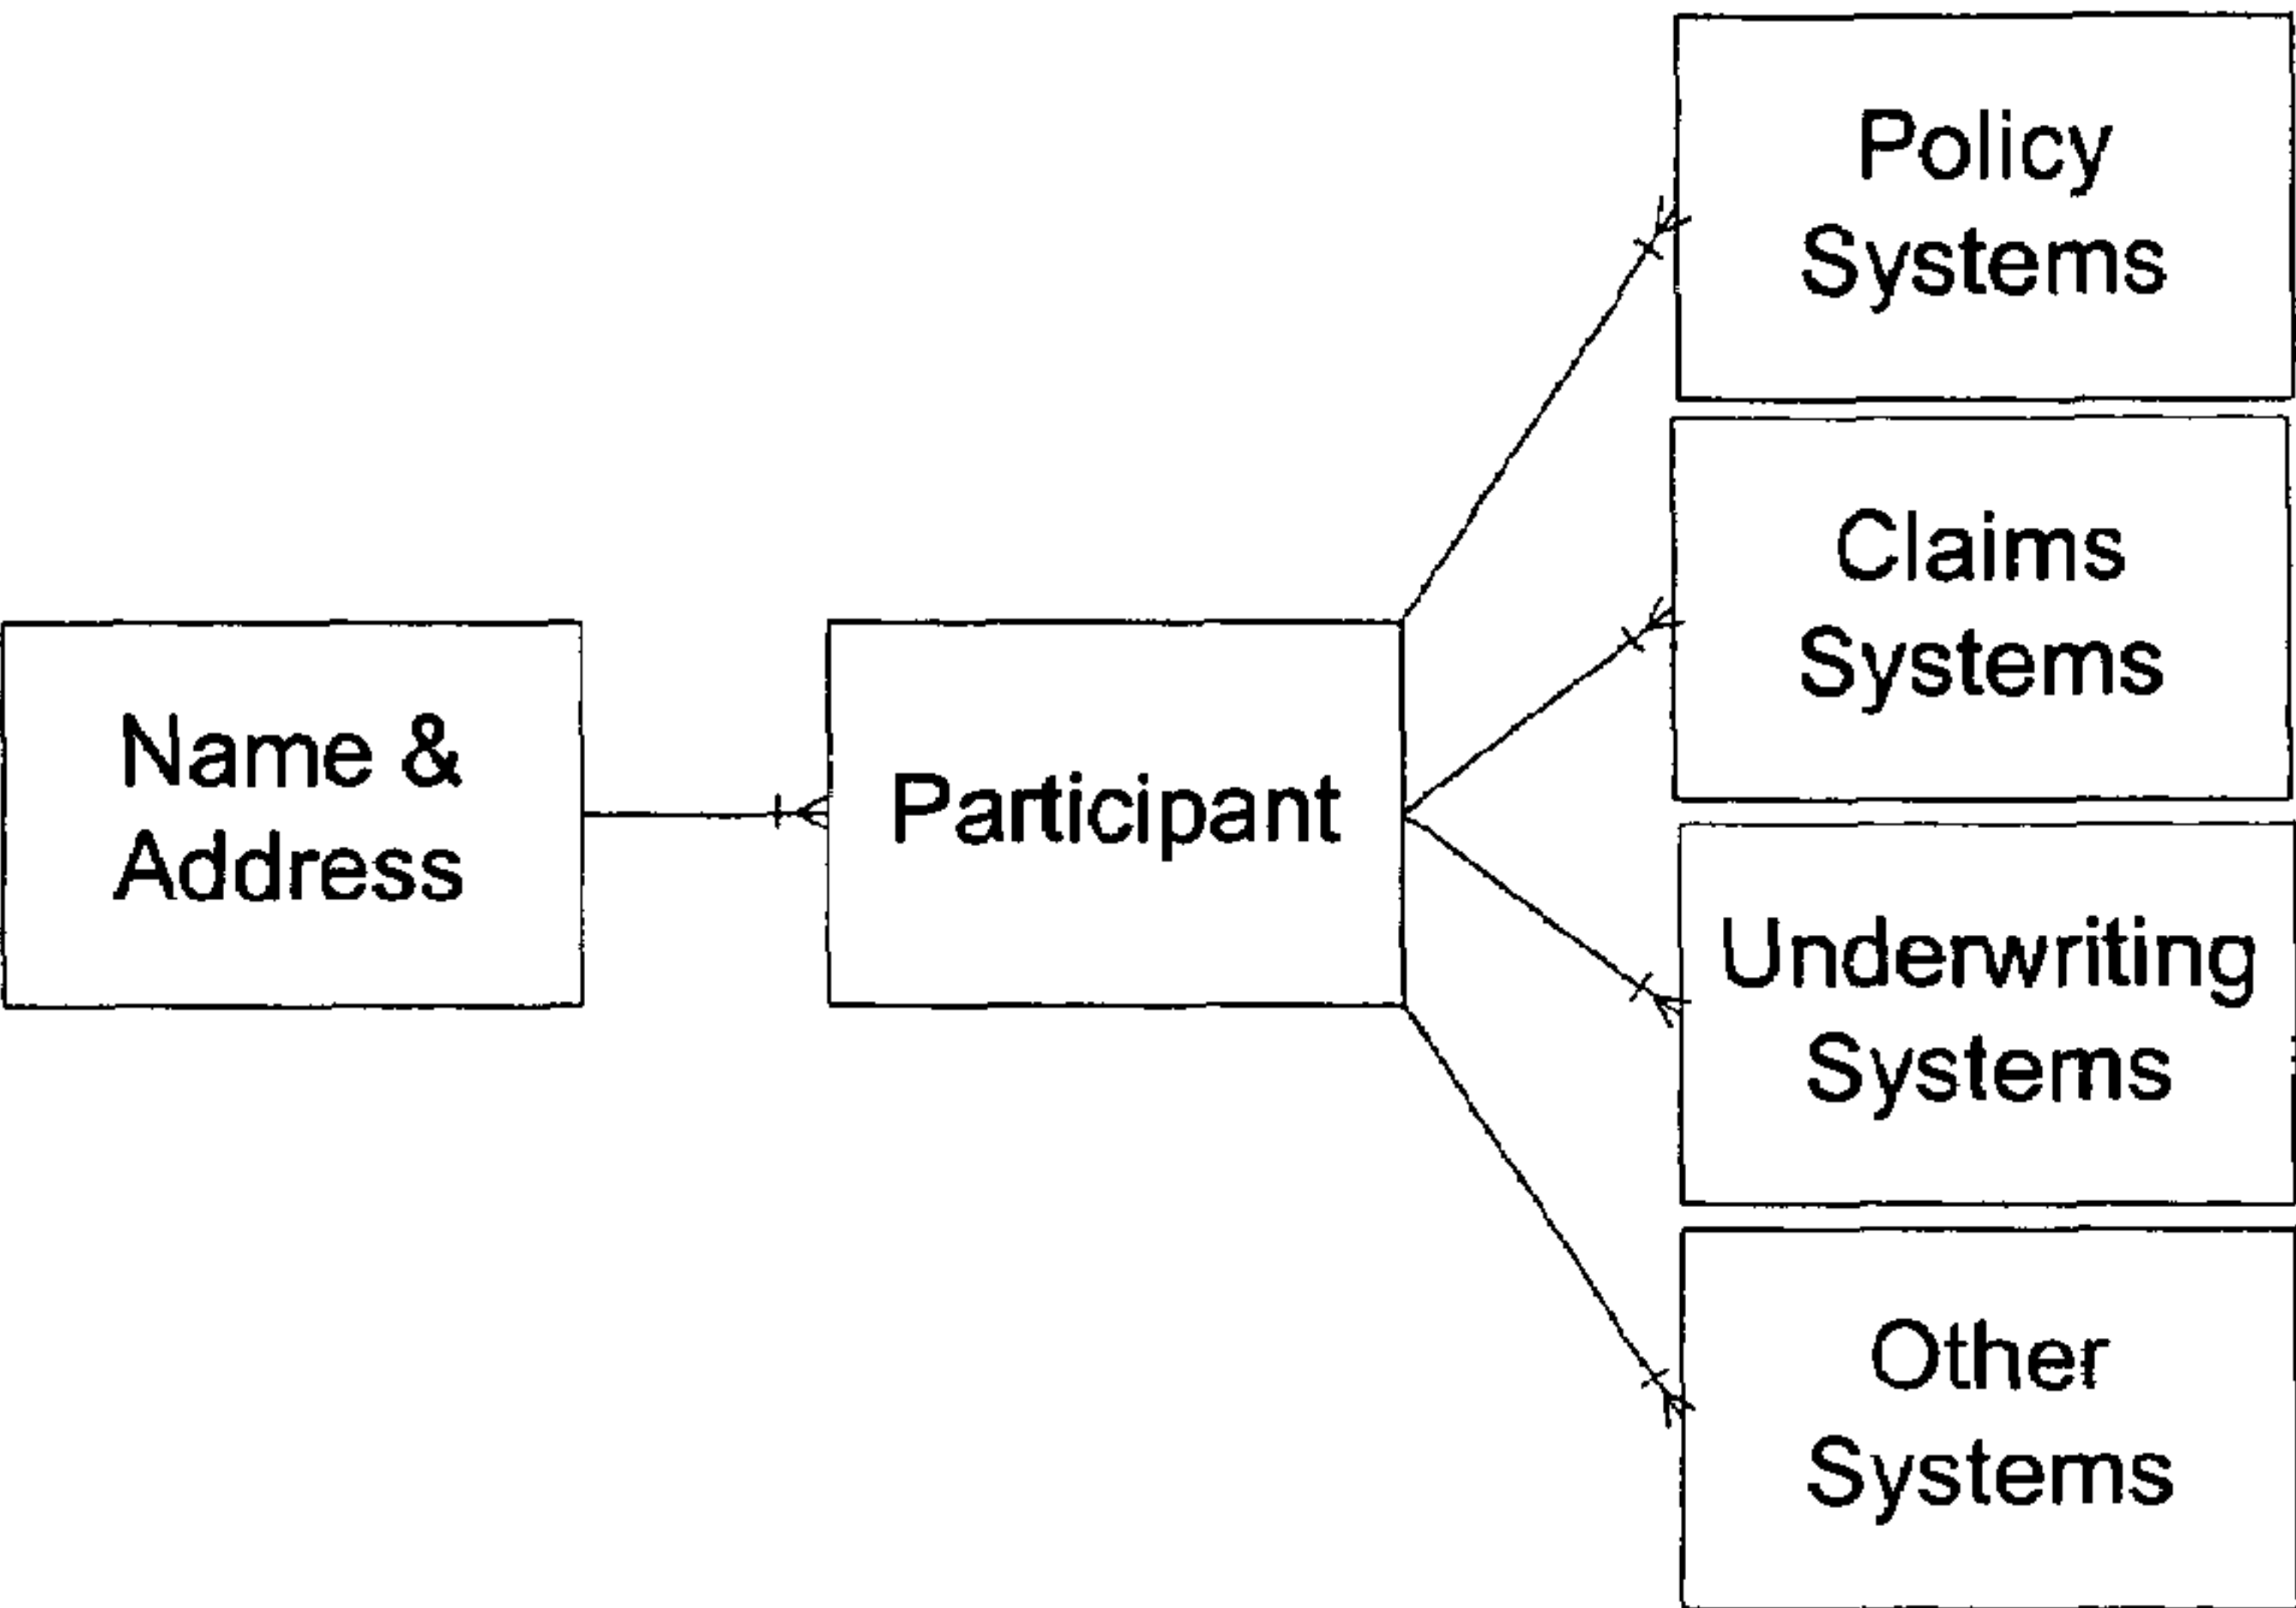 Policy
Systems
Claims
Systems
Name &
Address
Participant
Underwriting
Systems
Other
Systems